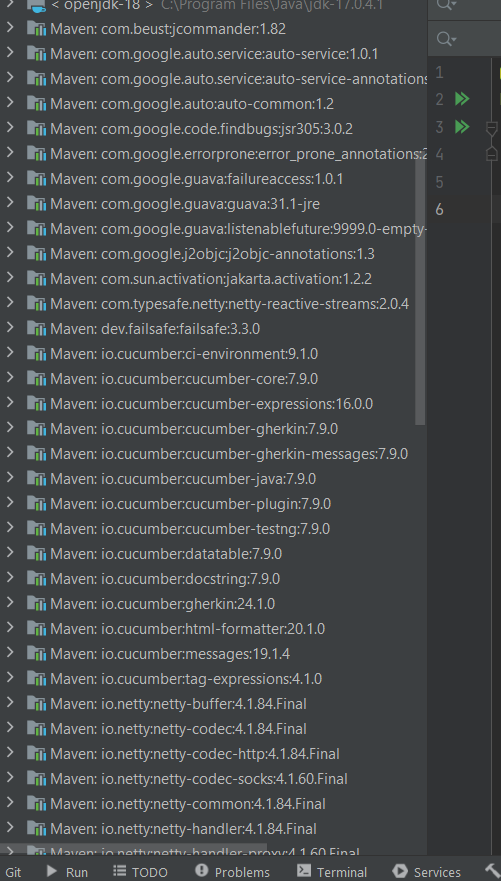 < openjdk-18 > C:\Program Files\Java\jdk-17.0.4.1
Maven: com.beust:jcommander:1.82
Maven: com.google.auto.service:auto-service:1.0.1
Maven: com.google.auto.service:auto-service-annotations
Maven: com.google.auto:auto-common:1.2
Maven: com.google.code.findbugs:jsr305:3.0.2
Maven: com.google.errorprone:error_prone_annotations:2
Maven: com.google.guava:failureaccess:1.0.1
Maven: com.google.guava:guava:31.1-jre
Maven: com.google.guava:listenablefuture:9999.0-empty-
Maven: com.google.j2objc:j2objc-annotations:1.3
Maven: com.sun.activation:jakarta.activation:1.2.2
Maven: com.typesafe.netty:netty-reactive-streams:2.0.4
Maven: dev.failsafe:failsafe:3.3.0
Maven: io.cucumber:ci-environment:9.1.0
Maven: io.cucumber:cucumber-core:7.9.0
Maven: io.cucumber:cucumber-expressions:16.0.0
Maven: io.cucumber:cucumber-gherkin:7.9.0
Maven: io.cucumber:cucumber-gherkin-messages:7.9.0
Maven: io.cucumber:cucumber-java:7.9.0
Maven: io.cucumber:cucumber-plugin:7.9.0
Maven: io.cucumber:cucumber-testng:7.9.0
Maven: io.cucumber:datatable:7.9.0
Maven: io.cucumber:docstring:7.9.0
Maven: io.cucumber:gherkin:24.1.0
Maven: io.cucumber:html-formatter:20.1.0
Maven: io.cucumber:messages:19.1.4
Maven: io.cucumber:tag-expressions:4.1.0
Maven: io.netty:netty-buffer:4.1.84.Final
Maven: io.netty:netty-codec:4.1.84.Final
Maven: io.netty:netty-codec-http:4.1.84.Final
Maven: io.netty:netty-codec-socks:4.1.60.Final
Maven: io.netty:netty-common:4.1.84.Final
Maven: io.netty:netty-handler:4.1.84.Final
Maven: io.netty:netty-handler-proxy:4.1.60.Final
1
2
3
4
5
6
Git Run TODO Problems Terminal Services